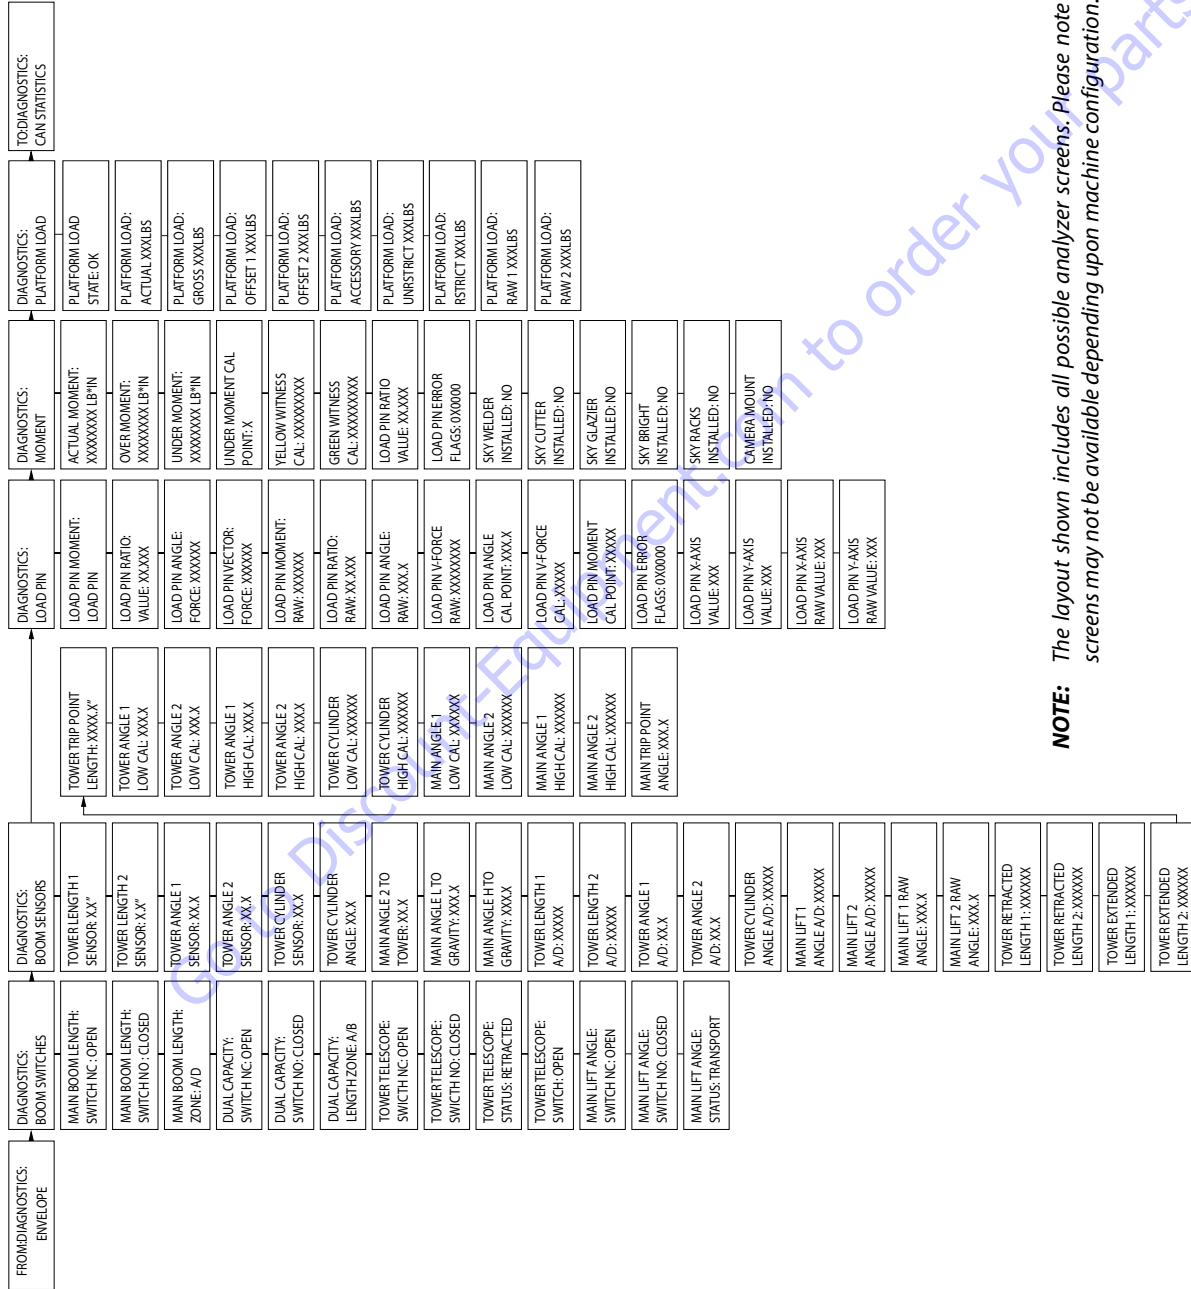 FROM:DIAGNOSTICS:
ENVELOPE
DIAGNOSTICS:
BOOM SWITCHES
MAIN BOOM LENGTH:
SWITCH NC : OPEN
MAIN BOOM LENGTH:
SWITCH NO : CLOSED
MAIN BOOM LENGTH:
ZONE: A/D
DUAL CAPACITY:
SWITCH NC: OPEN
DUAL CAPACITY:
SWITCH NO: CLOSED
DUAL CAPACITY:
LENGTH ZONE: A/B
TOWER TELESCOPE:
SWICTH NC: OPEN
TOWER TELESCOPE:
SWICTH NO: CLOSED
TOWER TELESCOPE:
STATUS: RETRACTED
TOWER TELESCOPE:
SWITCH: OPEN
MAIN LIFT ANGLE:
SWITCH NC: OPEN
MAIN LIFT ANGLE:
SWITCH NO: CLOSED
MAIN LIFT ANGLE:
STATUS: TRANSPORT
DIAGNOSTICS:
BOOM SENSORS
TOWER LENGTH 1
SENSOR: X.X"
TOWER LENGTH 2
SENSOR: X.X"
TOWER ANGLE 1
SENSOR: XX.X
TOWER ANGLE 2
SENSOR: XX.X
TOWER CYLINDER
SENSOR: XX.X
TOWER CYLINDER
ANGLE: XX.X
MAIN ANGLE 2 TO
TOWER: XX.X
MAIN ANGLE L TO
GRAVITY: XXX.X
MAIN ANGLE H TO
GRAVITY: XXX.X
TOWER LENGTH 1
A/D: XXXXX
TOWER LENGTH 2
A/D: XXXXX
TOWER ANGLE 1
A/D: XX.X
TOWER ANGLE 2
A/D: XX.X
TOWER CYLINDER
ANGLE A/D: XXXXX
MAIN LIFT 1
ANGLE A/D: XXXXX
MAIN LIFT 2
ANGLE A/D: XXXXX
MAIN LIFT 1 RAW
ANGLE: XXX.X
MAIN LIFT 2 RAW
ANGLE: XXX.X
TOWER RETRACTED
LENGTH 1: XXXXXX
TOWER RETRACTED
LENGTH 2: XXXXXX
TOWER EXTENDED
LENGTH 1: XXXXXX
TOWER EXTENDED
LENGTH 2: XXXXXX
TOWER TRIP POINT
LENGTH: XXXX.X"
TOWER ANGLE 1
LOW CAL: XXX.X
TOWER ANGLE 2
LOW CAL: XXX.X
TOWER ANGLE 1
HIGH CAL: XXX.X
TOWER ANGLE 2
HIGH CAL: XXX.X
TOWER CYLINDER
LOW CAL: XXXXXX
TOWER CYLINDER
HIGH CAL: XXXXXX
MAIN ANGLE 1
LOW CAL: XXXXXX
MAIN ANGLE 2
LOW CAL: XXXXXX
MAIN ANGLE 1
HIGH CAL: XXXXXX
MAIN ANGLE 2
HIGH CAL: XXXXXX
MAIN TRIP POINT
ANGLE: XXX.X
DIAGNOSTICS:
LOAD PIN
LOAD PIN MOMENT:
LOAD PIN
LOAD PIN RATIO:
VALUE: XX.XXX
LOAD PIN ANGLE:
FORCE: XXXXXX
LOAD PIN VECTOR:
FORCE: XXXXXX
LOAD PIN MOMENT:
RAW: XXXXXX
LOAD PIN RATIO:
RAW: XX.XXX
LOAD PIN ANGLE:
RAW: XXX.X
LOAD PIN V-FORCE
RAW: XXXXXXXX
LOAD PIN ANGLE
CAL POINT: XXX.X
LOAD PIN V-FORCE
CAL: XXXXXX
LOAD PIN MOMENT
CAL POINT: XXXXXX
LOAD PIN ERROR
FLAGS: 0X0000
LOAD PIN X-AXIS
VALUE: XXX
LOAD PIN Y-AXIS
VALUE: XXX
LOAD PIN X-AXIS
RAW VALUE: XXX
LOAD PIN Y-AXIS
RAW VALUE: XXX
DIAGNOSTICS:
MOMENT
ACTUAL MOMENT:
XXXXXXXX LB*IN
OVER MOMENT:
XXXXXXXX LB*IN
UNDER MOMENT:
XXXXXXX LB*IN
UNDER MOMENT CAL
POINT: X
YELLOW WITNESS
CAL: XXXXXXXXX
GREEN WITNESS
CAL: XXXXXXXXX
LOAD PIN RATIO
VALUE: XX.XXX
LOAD PIN ERROR
FLAGS: 0X0000
SKY WELDER
INSTALLED: NO
SKY CUTTER
INSTALLED: NO
SKY GLAZIER
INSTALLED: NO
SKY BRIGHT
INSTALLED: NO
SKY RACKS
INSTALLED: NO
CAMERA MOUNT
INSTALLED: NO
DIAGNOSTICS:
PLATFORM LOAD
PLATFORM LOAD
STATE: OK
PLATFORM LOAD:
ACTUAL XXXLBS
PLATFORM LOAD:
GROSS XXXLBS
PLATFORM LOAD:
OFFSET 1 XXXLBS
PLATFORM LOAD:
OFFSET 2 XXXLBS
PLATFORM LOAD:
ACCESSORY XXXLBS
PLATFORM LOAD:
UNRSTRICT XXXLBS
PLATFORM LOAD:
RSTRICT XXXLBS
PLATFORM LOAD:
RAW 1 XXXLBS
PLATFORM LOAD:
RAW 2 XXXLBS
TO:DIAGNOSTICS:
CAN STATISTICS
NOTE: The layout shown includes all possible analyzer screens. Please note
screens may not be available depending upon machine configuration.
Go to Discount-Equipment.com to order your parts